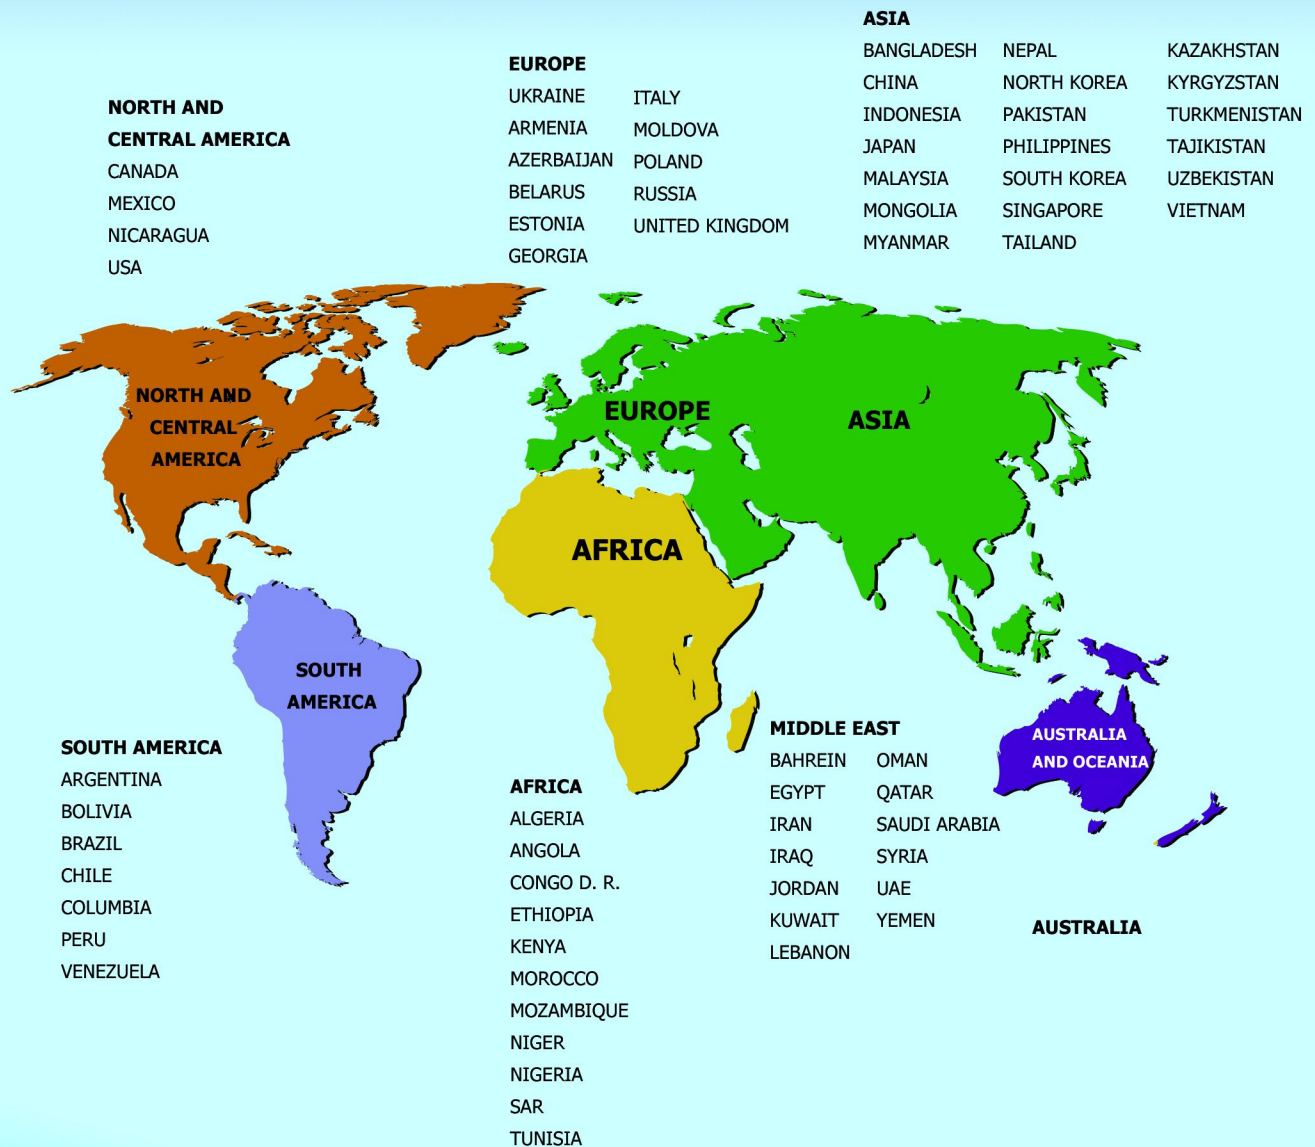 ASIA
BANGLADESH
CHINA
INDONESIA
JAPAN
MALAYSIA
MONGOLIA
MYANMAR
NEPAL
NORTH KOREA
PAKISTAN
PHILIPPINES
SOUTH KOREA
SINGAPORE
TAILAND
KAZAKHSTAN
KYRGYZSTAN
TURKMENISTAN
TAJIKISTAN
UZBEKISTAN
VIETNAM
EUROPE
UKRAINE
ARMENIA
AZERBAIJAN
BELARUS
ESTONIA
GEORGIA
ITALY
MOLDOVA
POLAND
RUSSIA
UNITED KINGDOM
NORTH AND
CENTRAL AMERICA
CANADA
MEXICO
NICARAGUA
USA
NORTH AND
CENTRAL
AMERICA
EUROPE
ASIA
AFRICA
SOUTH
AMERICA
AUSTRALIA
AND OCEANIA
SOUTH AMERICA
ARGENTINA
BOLIVIA
BRAZIL
CHILE
COLUMBIA
PERU
VENEZUELA
AFRICA
ALGERIA
ANGOLA
CONGO D. R.
ETHIOPIA
KENYA
MOROCCO
MOZAMBIQUE
NIGER
NIGERIA
SAR
TUNISIA
MIDDLE EAST
BAHREIN
EGYPT
IRAN
IRAQ
JORDAN
KUWAIT
LEBANON
OMAN
QATAR
SAUDI ARABIA
SYRIA
UAE
YEMEN
AUSTRALIA